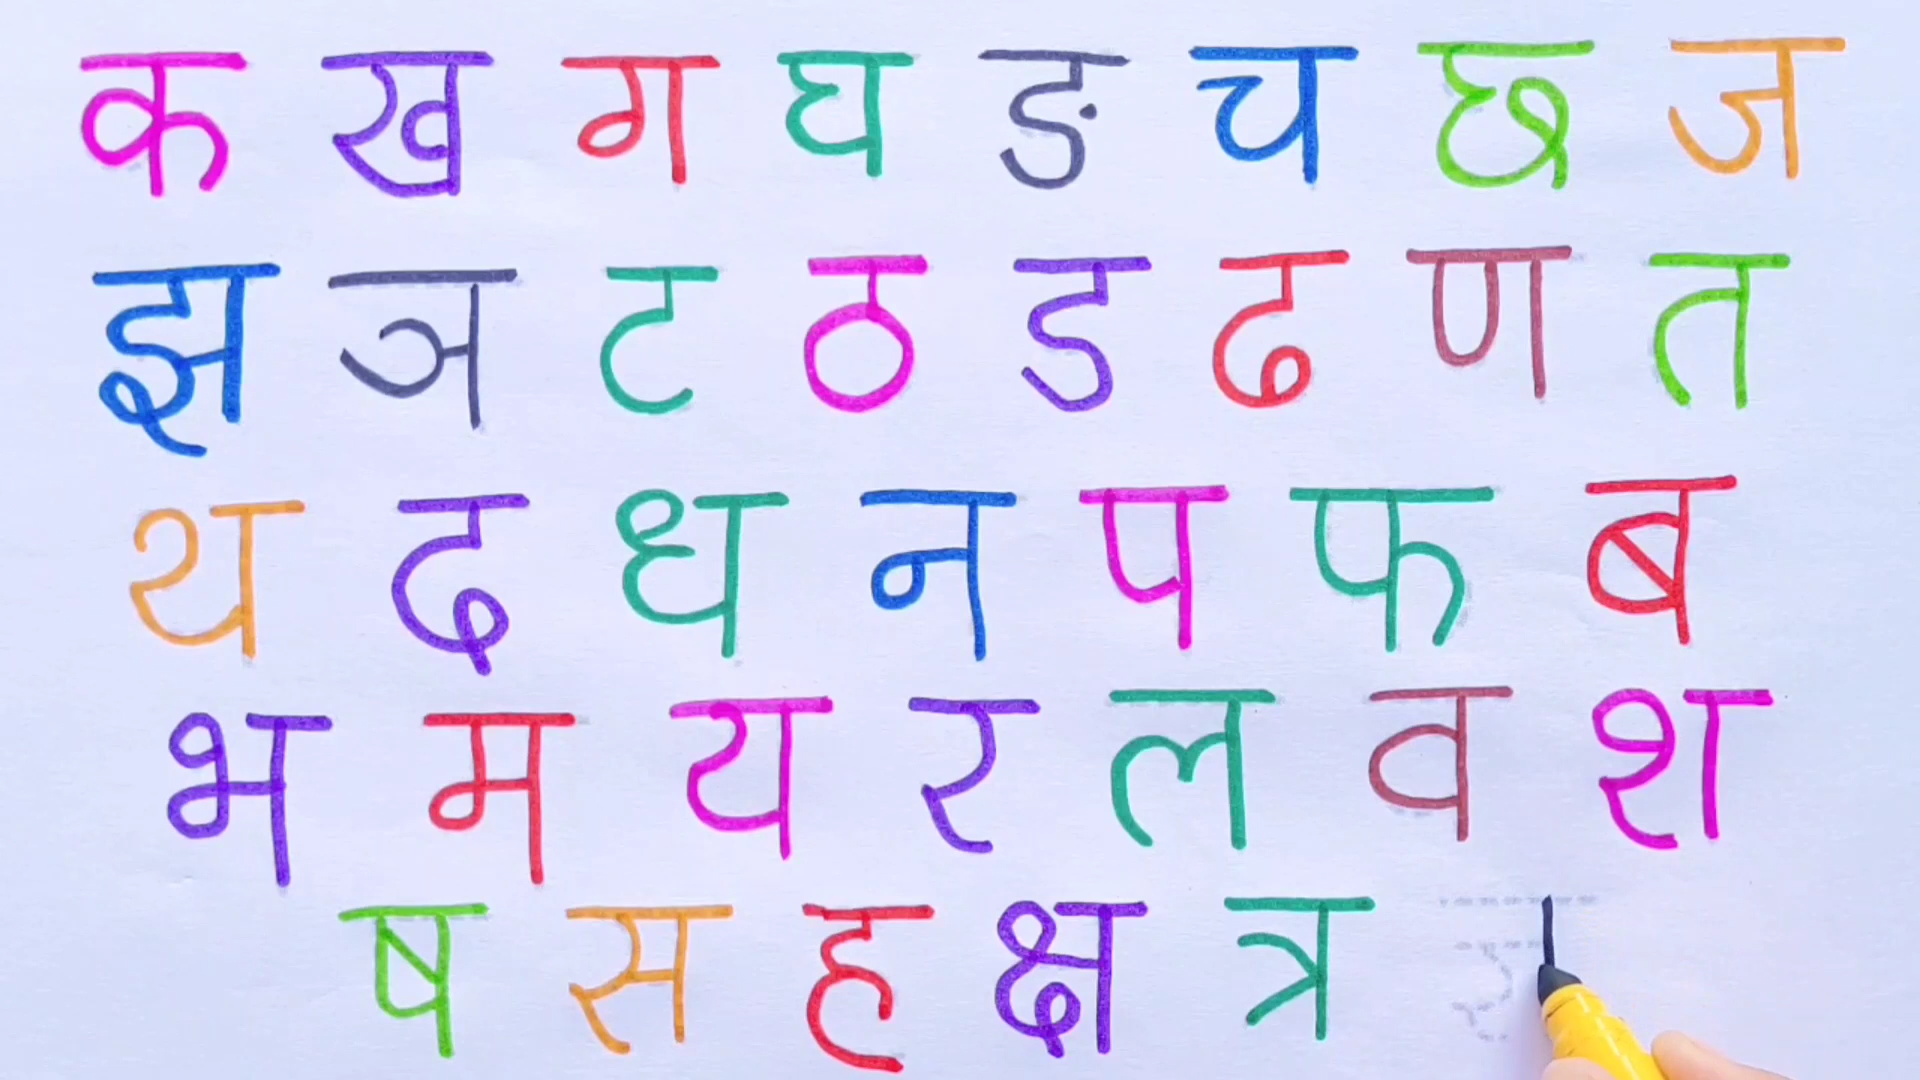 क ख ग घ ङ च छ ज
झ ञ ट ठ ड ढ ण त
थ द ध न प फ ब
भ म य र ल व श
ष स ह क्ष त्र